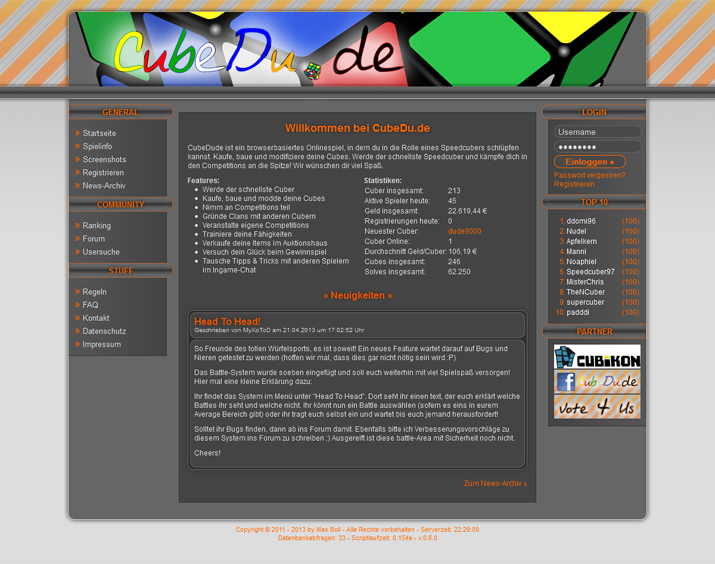 CubeDu.de
GENERAL
» Startseite
» Spielinfo
» Screenshots
» Registrieren
» News-Archiv
COMMUNITY
» Ranking
» Forum
» Usersuche
STUFF
» Regeln
» FAQ
» Kontakt
» Datenschutz
» Impressum
Willkommen bei CubeDu.de
CubeDude ist ein browserbasiertes Onlinespiel, in dem du in die Rolle eines Speedcubers schlüpfen
kannst. Kaufe, baue und modifiziere deine Cubes. Werde der schnellste Speedcuber und kämpfe dich in
den Competitions an die Spitze! Wir wünschen dir viel Spaß.
Features:
• Werde der schnellste Cuber
• Kaufe, baue und modde deine Cubes
• Nimm an Competitions teil
• Gründe Clans mit anderen Cubern
• Veranstalte eigene Competitions
• Trainiere deine Fähigkeiten
• Verkaufe deine Items im Auktionshaus
• Versuch dein Glück beim Gewinnspiel
• Tausche Tipps & Tricks mit anderen Spielern
im Ingame-Chat
Statistiken:
Cuber insgesamt: 213
Aktive Spieler heute: 45
Geld insgesamt: 22.619,44 €
Registrierungen heute: 0
Neuester Cuber: dude9000
Cuber Online: 1
Durchschnitt Geld/Cuber: 106,19 €
Cubes insgesamt: 246
Solves insgesamt: 62.250
» Neuigkeiten «
Head To Head!
Geschrieben von MyXoToD am 21.04.2013 um 17:02:52 Uhr
So Freunde des tollen Würfelsports, es ist soweit! Ein neues Feature wartet darauf auf Bugs und
Nieren getestet zu werden (hoffen wir mal, dass dies gar nicht nötig sein wird :P)
Das Battle-System wurde soeben eingefügt und soll euch weiterhin mit viel Spielspaß versorgen!
Hier mal eine kleine Erklärung dazu:
Ihr findet das System im Menü unter "Head To Head". Dort seht ihr einen text, der euch erklärt welche
Battles ihr seht und welche nicht. Ihr könnt nun ein Battle auswählen (sofern es eins in eurem
Average Bereich gibt) oder ihr tragt euch selbst ein und wartet bis euch jemand herausfordert!
Solltet ihr Bugs finden, dann ab ins Forum damit. Ebenfalls bitte ich Verbesserungsvorschläge zu
diesem System ins Forum zu schreiben ;) Ausgereift ist diese battle-Area mit Sicherheit noch nicht.
Cheers!
Zum News-Archiv »
LOGIN
Username
●●●●●●●●
Einloggen »
Passwort vergessen?
Registrieren
TOP 10
1. ddomi96 (100)
2. Nudel (100)
3. Apfelkern (100)
4. Manni (100)
5. Noaphiel (100)
6. Speedcuber97 (100)
7. MisterChris (100)
8. TheNCuber (100)
9. supercuber (100)
10. padddi (100)
PARTNER
CUBIKON
f CubDu.de
Vote 4 Us
Copyright © 2011 - 2013 by Max Boll - Alle Rechte vorbehalten - Serverzeit: 22:29:09
Datenbankabfragen: 33 - Scriptlaufzeit: 0.154s - v.0.6.0